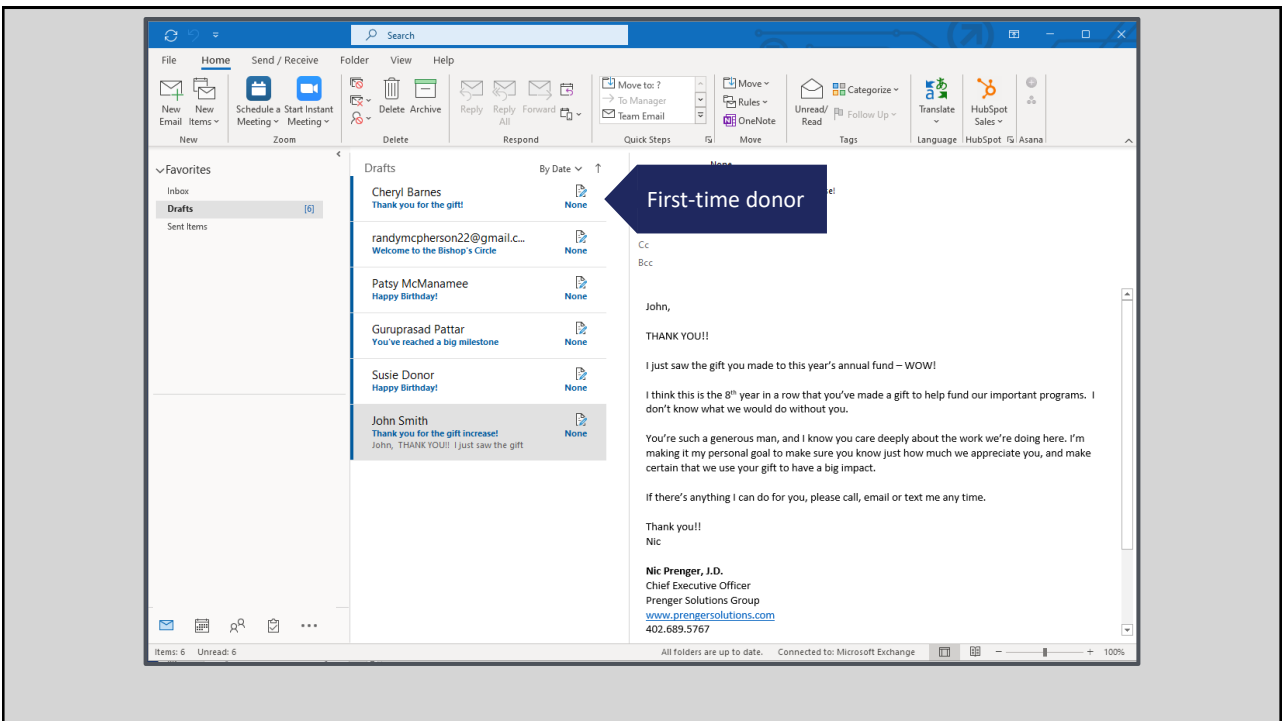 Search
File Home Send / Receive Folder View Help
New Email
New Items
Schedule a Meeting
Start Instant Meeting
Delete Archive
Reply Reply All Forward
Move to: ?
To Manager
Team Email
Move
Rules
OneNote
Unread/ Read
Categorize
Follow Up
Translate
HubSpot Sales
New Zoom Delete Respond Quick Steps Move Tags Language HubSpot Asana
Favorites
Inbox
Drafts [6]
Sent Items
Drafts By Date
Cheryl Barnes
Thank you for the gift! None
randymcpherson22@gmail.c...
Welcome to the Bishop's Circle None
Patsy McManamee
Happy Birthday! None
Guruprasad Pattar
You've reached a big milestone None
Susie Donor
Happy Birthday! None
John Smith
Thank you for the gift increase! None
John, THANK YOU!! I just saw the gift
First-time donor
Cc
Bcc
John,
THANK YOU!!
I just saw the gift you made to this year's annual fund – WOW!
I think this is the 8th year in a row that you've made a gift to help fund our important programs. I
don't know what we would do without you.
You're such a generous man, and I know you care deeply about the work we're doing here. I'm
making it my personal goal to make sure you know just how much we appreciate you, and make
certain that we use your gift to have a big impact.
If there's anything I can do for you, please call, email or text me any time.
Thank you!!
Nic
Nic Prenger, J.D.
Chief Executive Officer
Prenger Solutions Group
www.prengersolutions.com
402.689.5767
Items: 6 Unread: 6 All folders are up to date. Connected to: Microsoft Exchange 100%